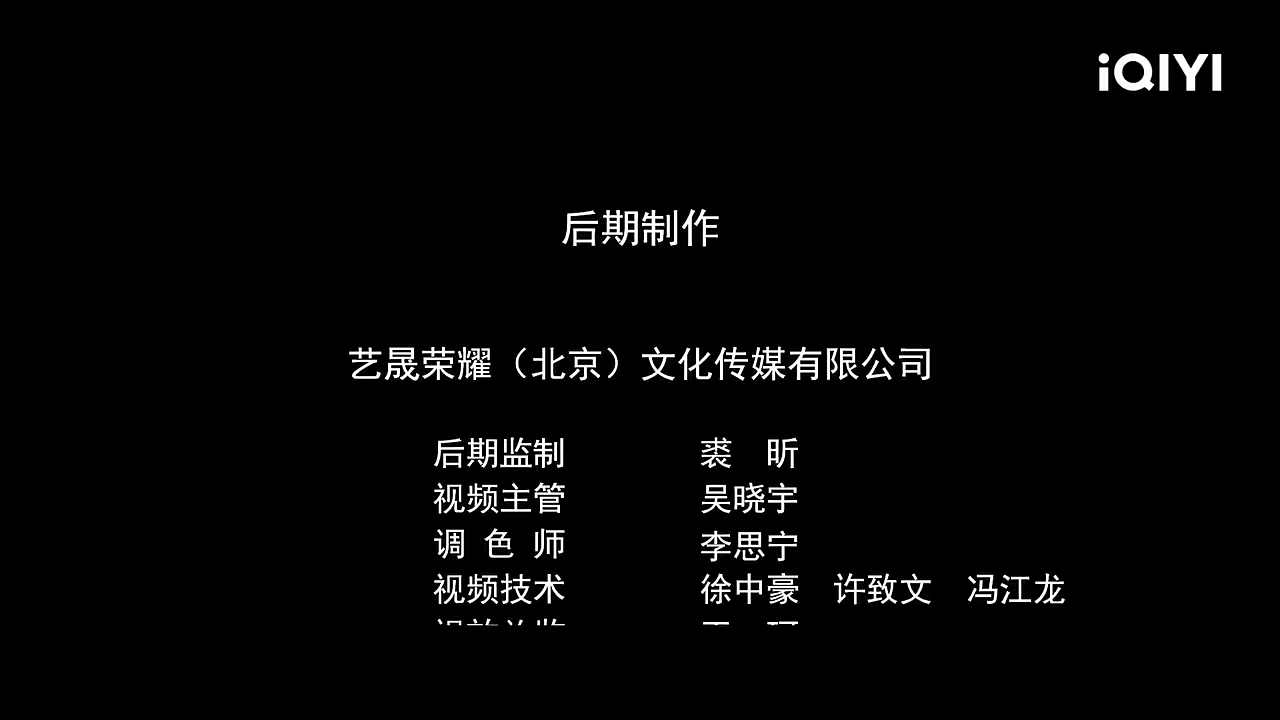 iQIYI
后期制作
艺晟荣耀（北京）文化传媒有限公司
后期监制 裘 昕
视频主管 吴晓宇
调 色 师 李思宁
视频技术 徐中豪 许致文 冯江龙